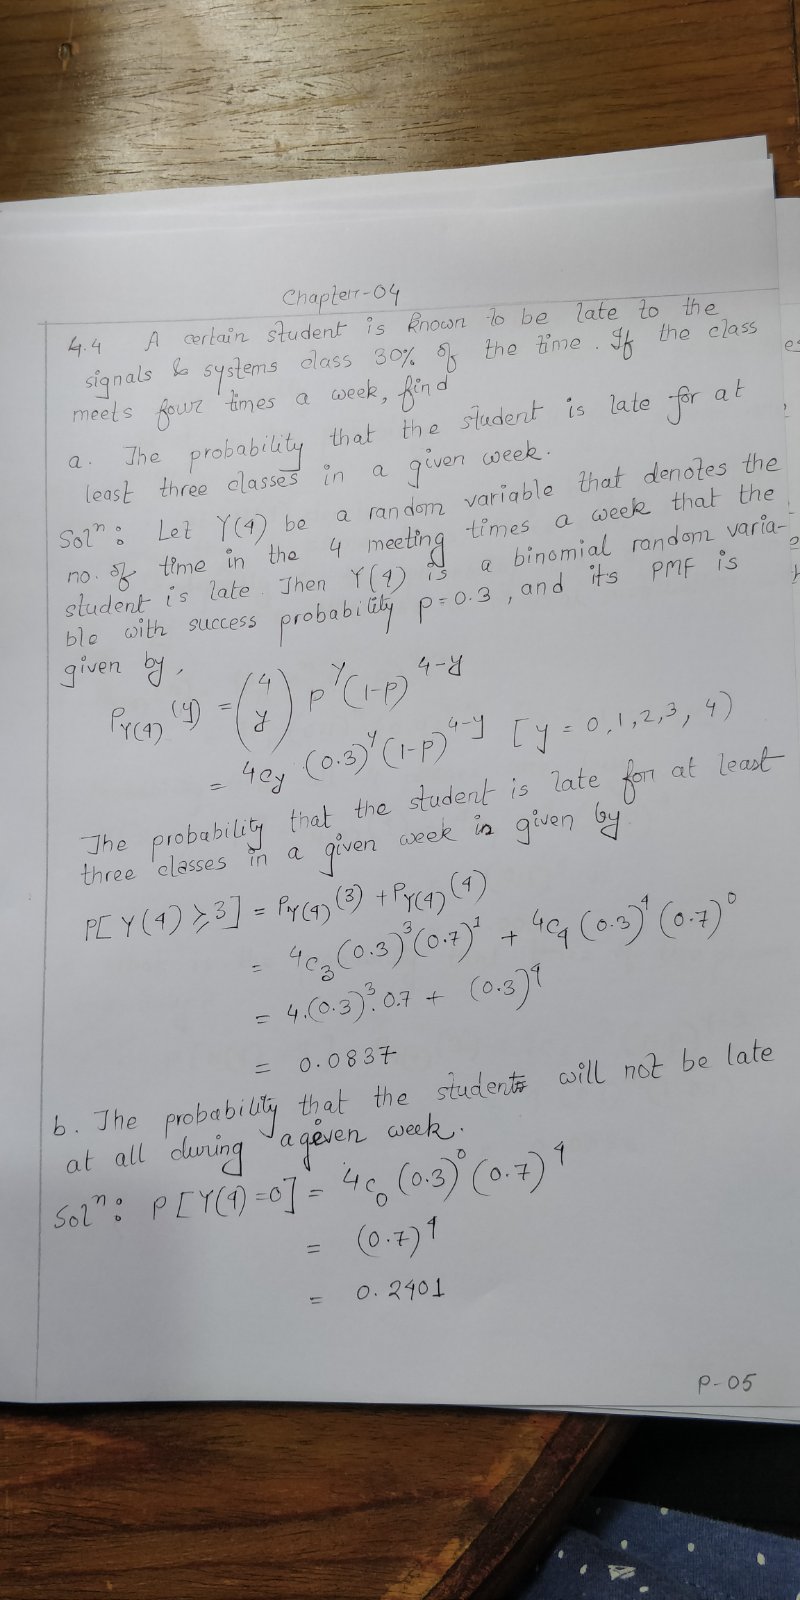 Chapter-04
4.4 A certain student is known to be late to the
signals & systems class 30% of the time. If the class
meets four times a week, find
a. The probability that the student is late for at
least three classes in a given week.
Solⁿ: Let Y(4) be a random variable that denotes the
no. of time in the 4 meeting times a week that the
student is late. Then Y(4) is a binomial random varia-
ble with success probability p=0.3, and its PMF is
given by,
P_Y(4) (y) = (4 y) p^y (1-p)^4-y
= 4c_y (0.3)^y (1-p)^4-y [y = 0,1,2,3, 4)
The probability that the student is late for at least
three classes in a given week is given by
P[Y(4) ≥ 3] = P_Y(4) (3) + P_Y(4) (4)
= 4c_3 (0.3)^3 (0.7)^1 + 4c_4 (0.3)^4 (0.7)^0
= 4.(0.3)^3. 0.7 + (0.3)^4
= 0.0837
b. The probability that the student will not be late
at all during a given week.
Solⁿ: P[Y(4)=0] = 4c_0 (0.3)^0 (0.7)^4
= (0.7)^4
= 0.2401
P-05